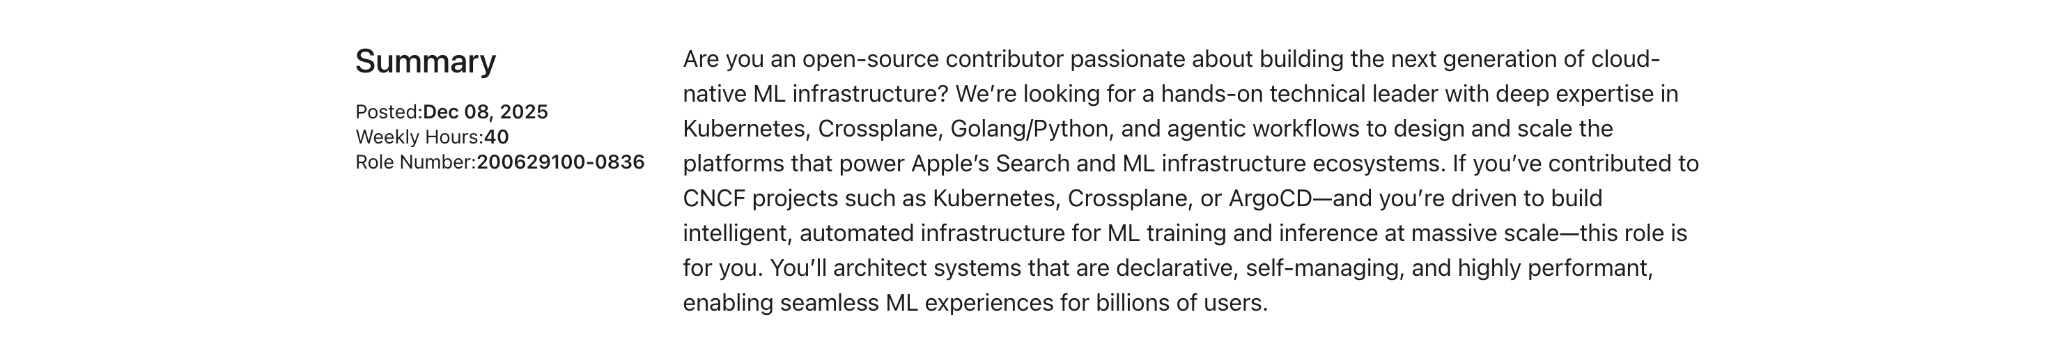 Summary
Posted:Dec 08, 2025
Weekly Hours:40
Role Number:200629100-0836
Are you an open-source contributor passionate about building the next generation of cloud-
native ML infrastructure? We’re looking for a hands-on technical leader with deep expertise in
Kubernetes, Crossplane, Golang/Python, and agentic workflows to design and scale the
platforms that power Apple’s Search and ML infrastructure ecosystems. If you’ve contributed to
CNCF projects such as Kubernetes, Crossplane, or ArgoCD—and you’re driven to build
intelligent, automated infrastructure for ML training and inference at massive scale—this role is
for you. You’ll architect systems that are declarative, self-managing, and highly performant,
enabling seamless ML experiences for billions of users.